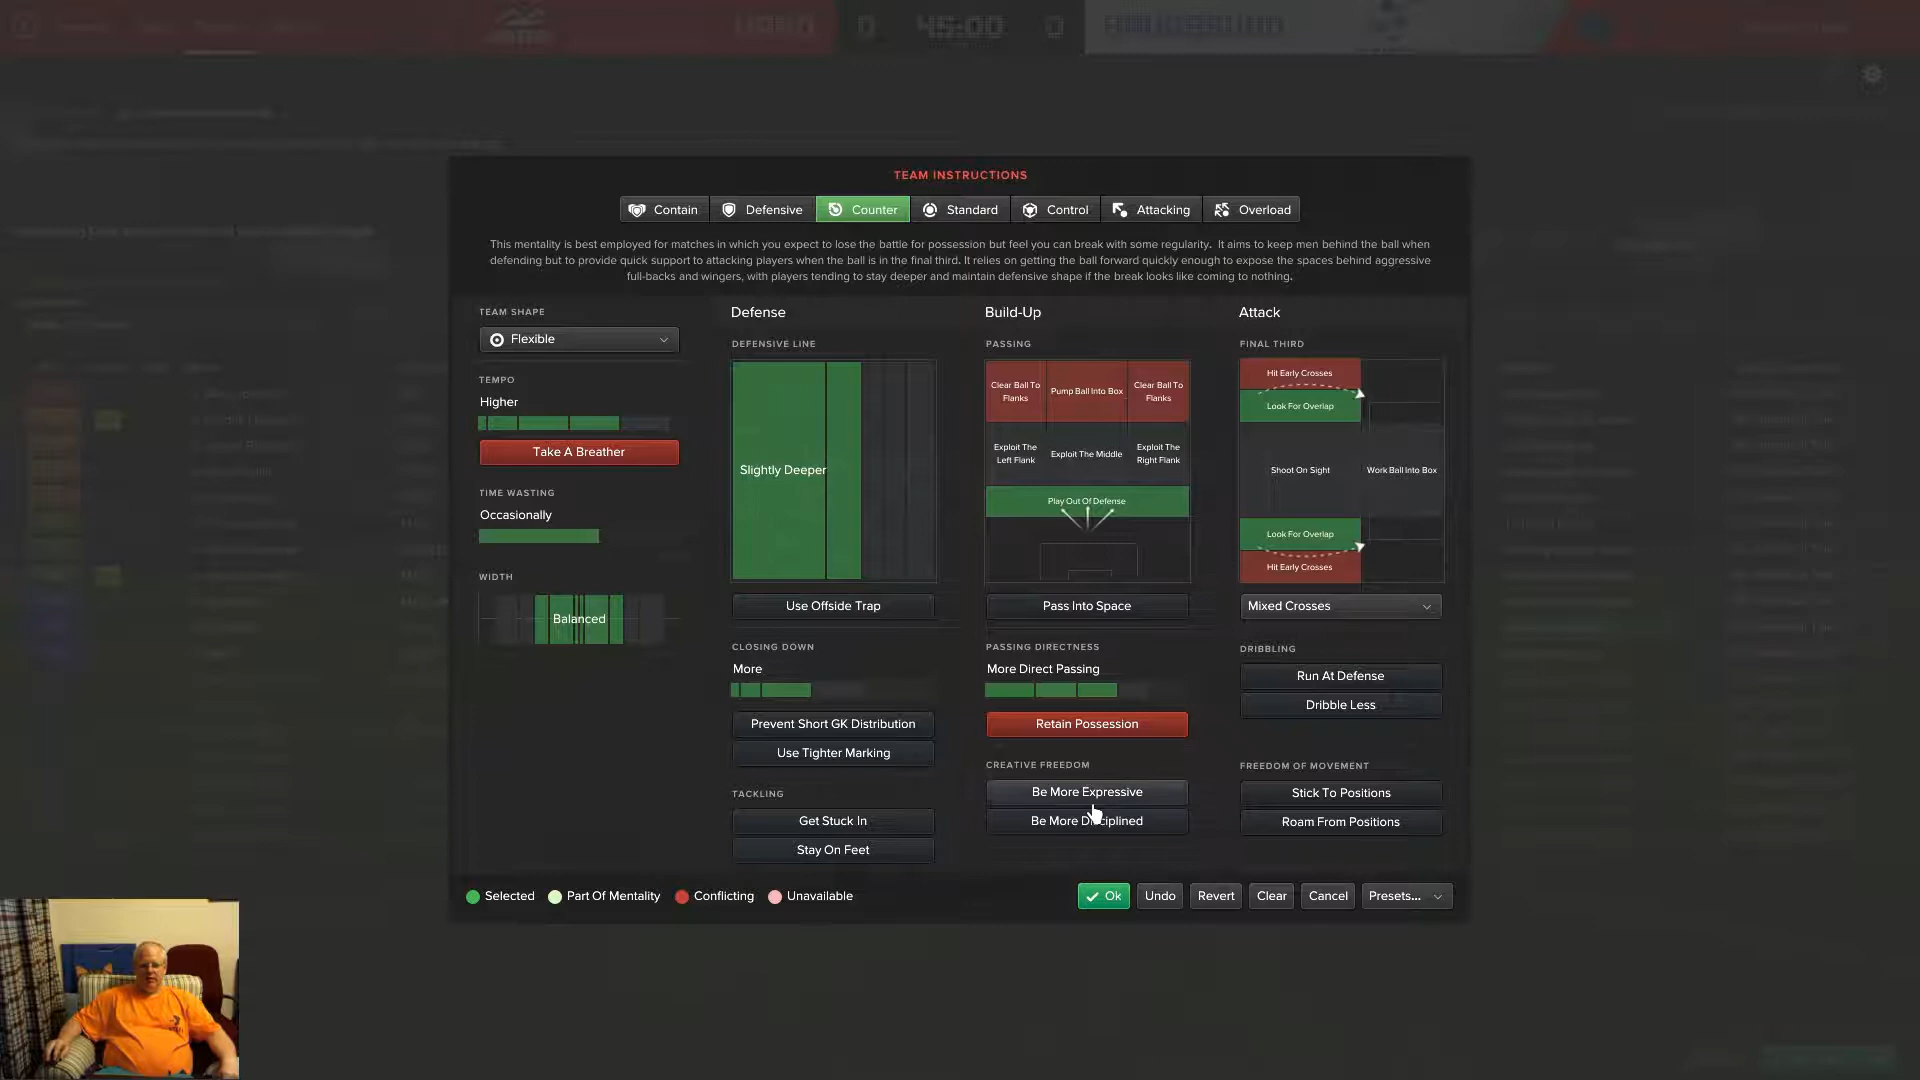 45:00
TEAM INSTRUCTIONS
Contain
Defensive
Counter
Standard
Control
Attacking
Overload
This mentality is best employed for matches in which you expect to lose the battle for possession but feel you can break with some regularity. It aims to keep men behind the ball when
defending but to provide quick support to attacking players when the ball is in the final third. It relies on getting the ball forward quickly enough to expose the spaces behind aggressive
full-backs and wingers, with players tending to stay deeper and maintain defensive shape if the break looks like coming to nothing.
TEAM SHAPE
Flexible
TEMPO
Higher
Take A Breather
TIME WASTING
Occasionally
WIDTH
Balanced
Defense
DEFENSIVE LINE
Slightly Deeper
Use Offside Trap
CLOSING DOWN
More
Prevent Short GK Distribution
Use Tighter Marking
TACKLING
Get Stuck In
Stay On Feet
Build-Up
PASSING
Clear Ball To
Flanks
Pump Ball Into Box
Clear Ball To
Flanks
Exploit The
Left Flank
Exploit The Middle
Exploit The
Right Flank
Play Out Of Defense
Pass Into Space
PASSING DIRECTNESS
More Direct Passing
Retain Possession
CREATIVE FREEDOM
Be More Expressive
Be More Disciplined
Attack
FINAL THIRD
Hit Early Crosses
Look For Overlap
Shoot On Sight
Work Ball Into Box
Look For Overlap
Hit Early Crosses
Mixed Crosses
DRIBBLING
Run At Defense
Dribble Less
FREEDOM OF MOVEMENT
Stick To Positions
Roam From Positions
Selected
Part Of Mentality
Conflicting
Unavailable
Ok
Undo
Revert
Clear
Cancel
Presets...